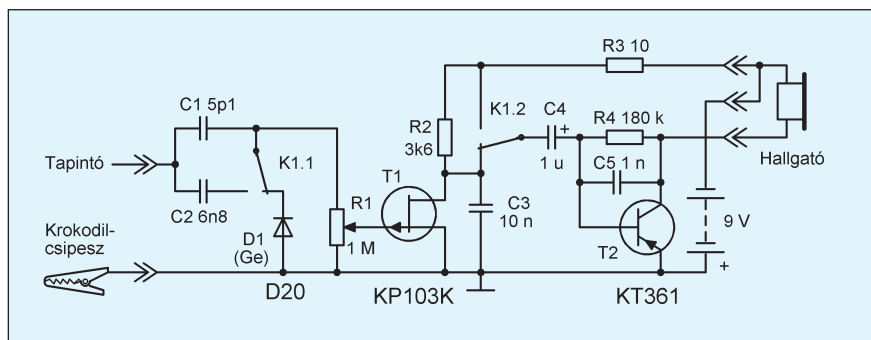 R3 10
C1 5p1
K1.2
C4
R4 180 k
R2
3k6
K1.1
1 u
C5 1 n
Hallgató
Tapintó
T1
C2 6n8
R1
C3
10 n
Krokodil-
csipesz
D1
(Ge)
1 M
T2
9 V
+
+
D20
KP103K
KT361